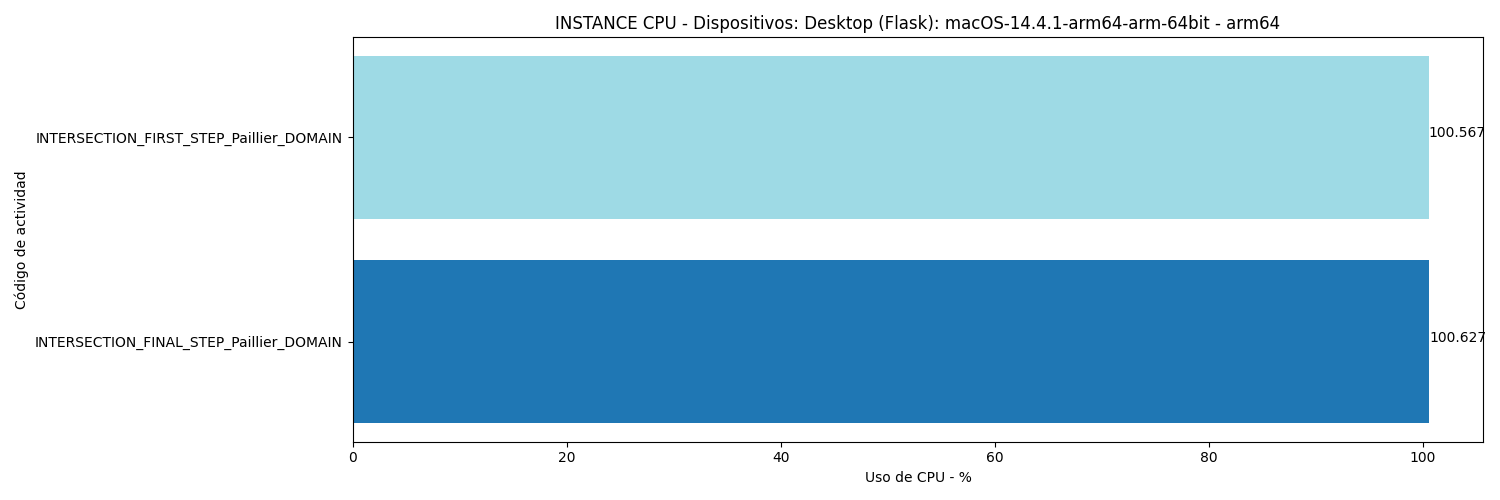 INSTANCE CPU - Dispositivos: Desktop (Flask): macOS-14.4.1-arm64-arm-64bit - arm64
INTERSECTION_FIRST_STEP_Paillier_DOMAIN
100.567
Código de actividad
INTERSECTION_FINAL_STEP_Paillier_DOMAIN
100.627
0 20 40 60 80 100
Uso de CPU - %